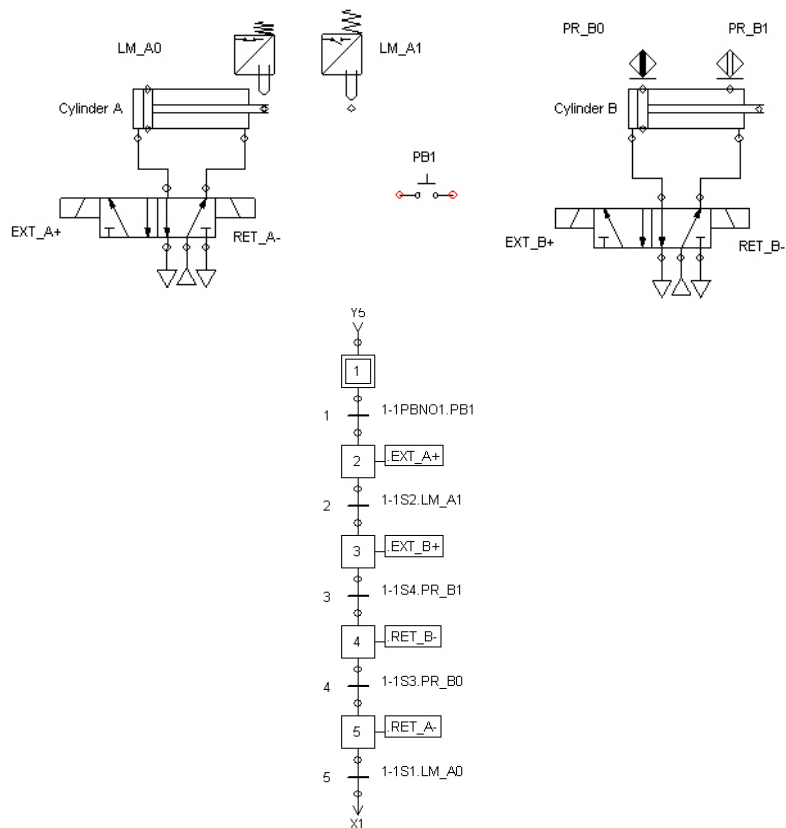 LM_A0
LM_A1
PR_B0
PR_B1
Cylinder A
Cylinder B
PB1
EXT_A+
RET_A-
EXT_B+
RET_B-
Y5
1
1
1-1PBNO1.PB1
2
.EXT_A+
2
1-1S2.LM_A1
3
.EXT_B+
3
1-1S4.PR_B1
4
.RET_B-
4
1-1S3.PR_B0
5
.RET_A-
5
1-1S1.LM_A0
X1